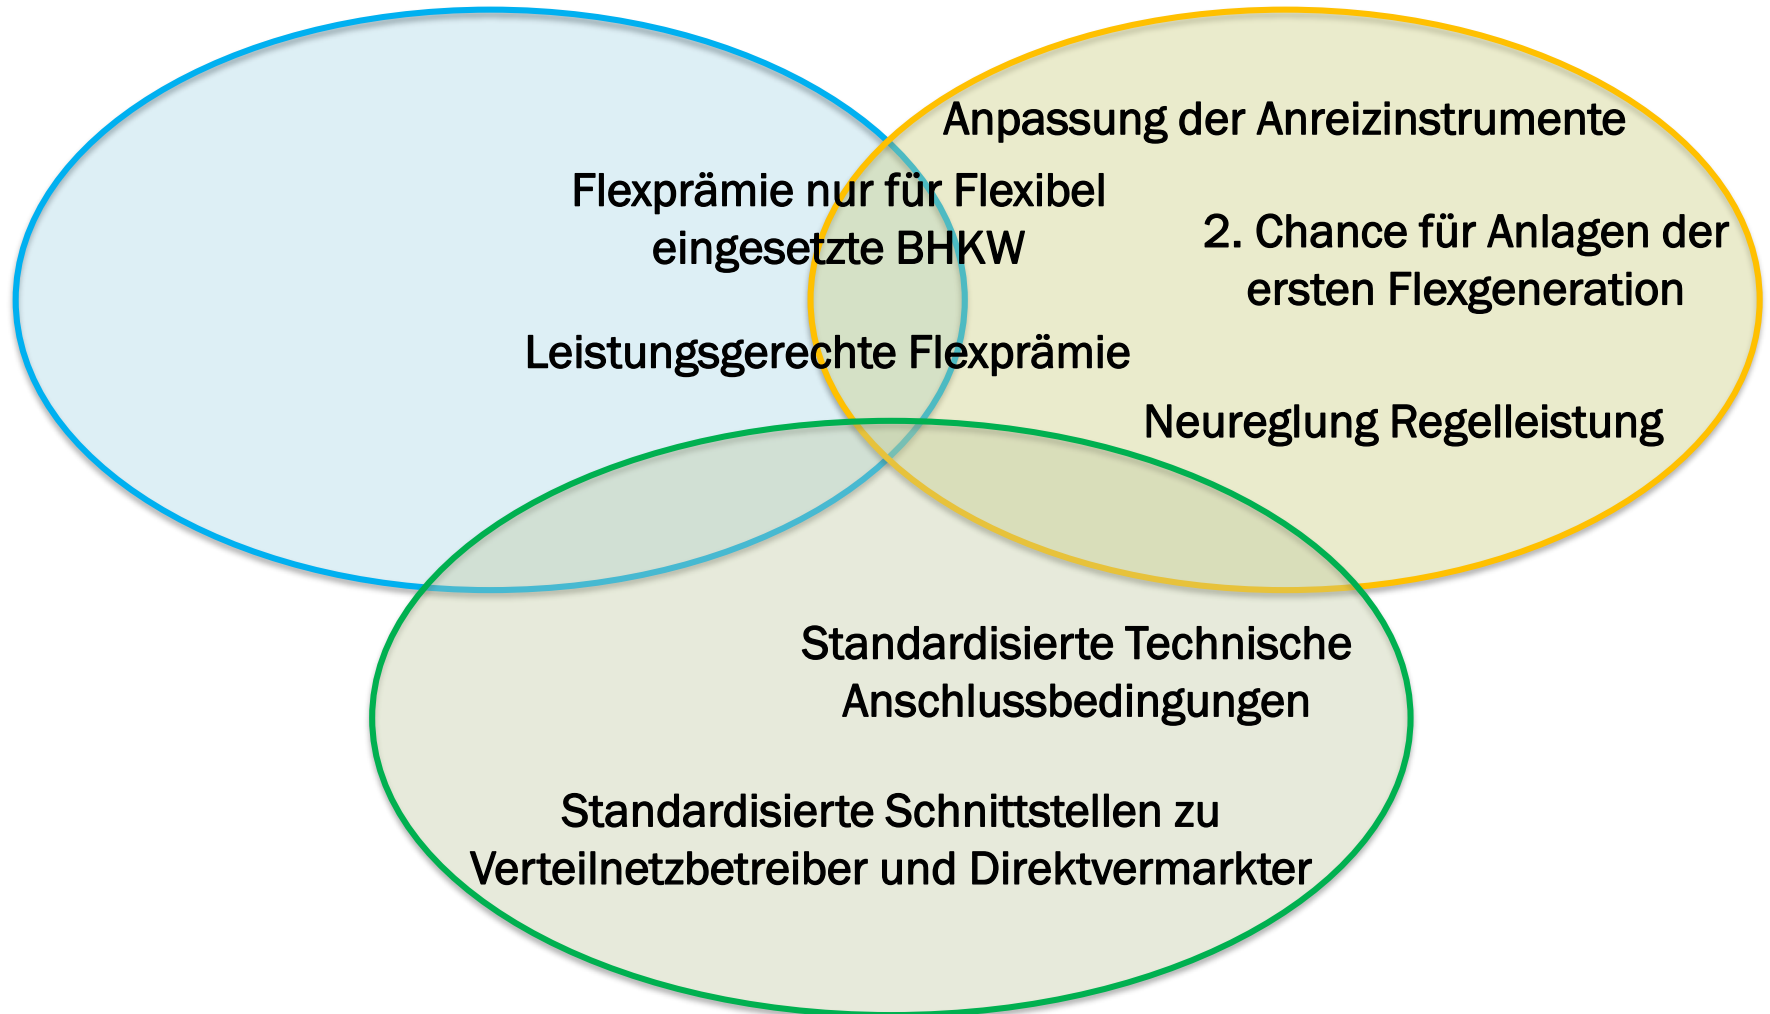 Anpassung der Anreizinstrumente
Flexprämie nur für Flexibel
eingesetzte BHKW
2. Chance für Anlagen der
ersten Flexgeneration
Leistungsgerechte Flexprämie
Neureglung Regelleistung
Standardisierte Technische
Anschlussbedingungen
Standardisierte Schnittstellen zu
Verteilnetzbetreiber und Direktvermarkter